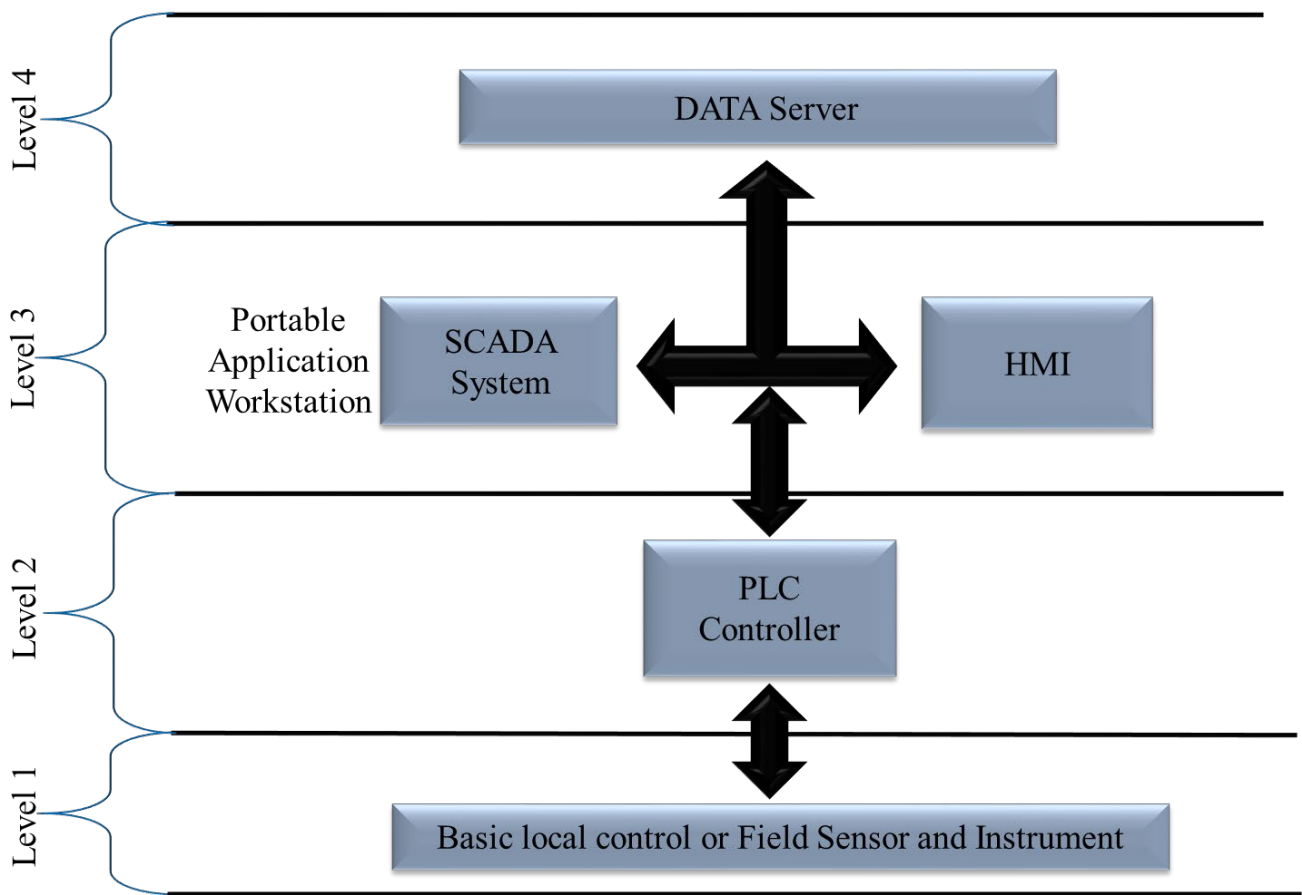 Level 4
DATA Server
Level 3
Portable
Application
Workstation
SCADA
System
HMI
Level 2
PLC
Controller
Level 1
Basic local control or Field Sensor and Instrument